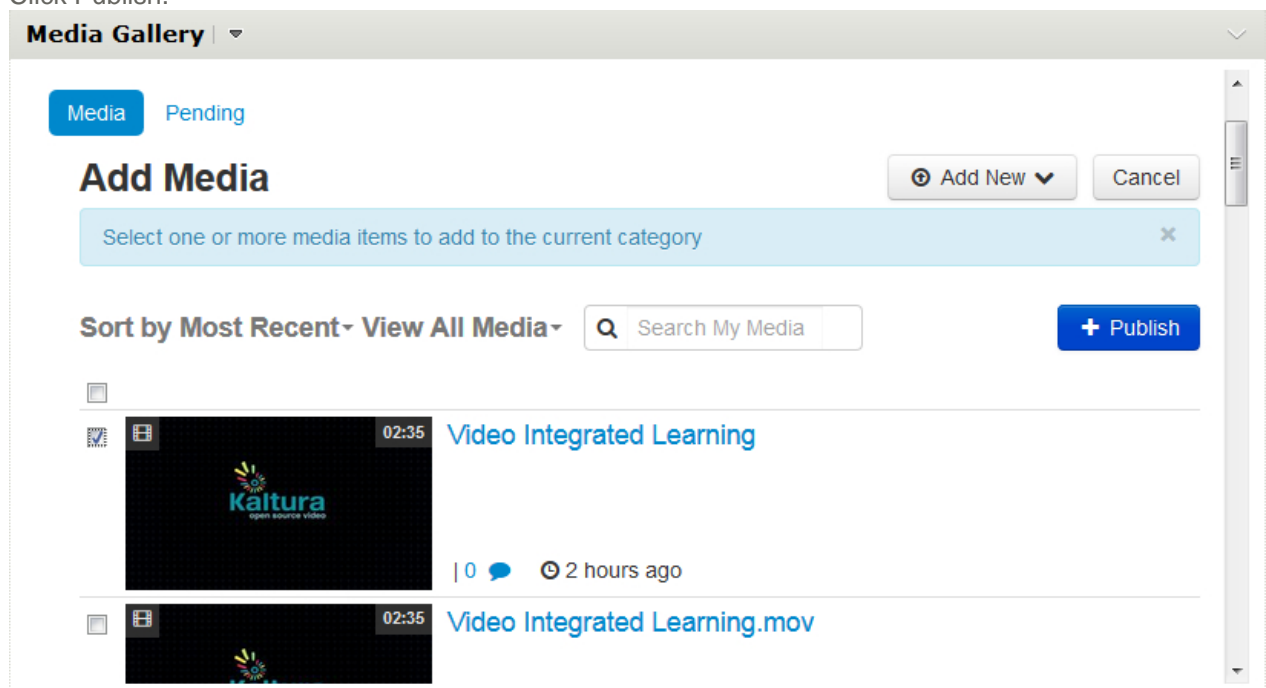 Click Publish.
Media Gallery
Media Pending
Add Media
Add New
Cancel
Select one or more media items to add to the current category
×
Sort by Most Recent View All Media
Search My Media
+ Publish
02:35
Kaltura
open source video
Video Integrated Learning
| 0 2 hours ago
02:35
Video Integrated Learning.mov